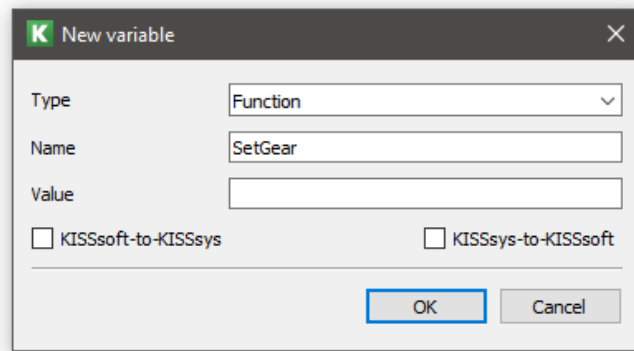 K New variable
Type Function
Name SetGear
Value
KISSsoft-to-KISSsys KISSsys-to-KISSsoft
OK Cancel